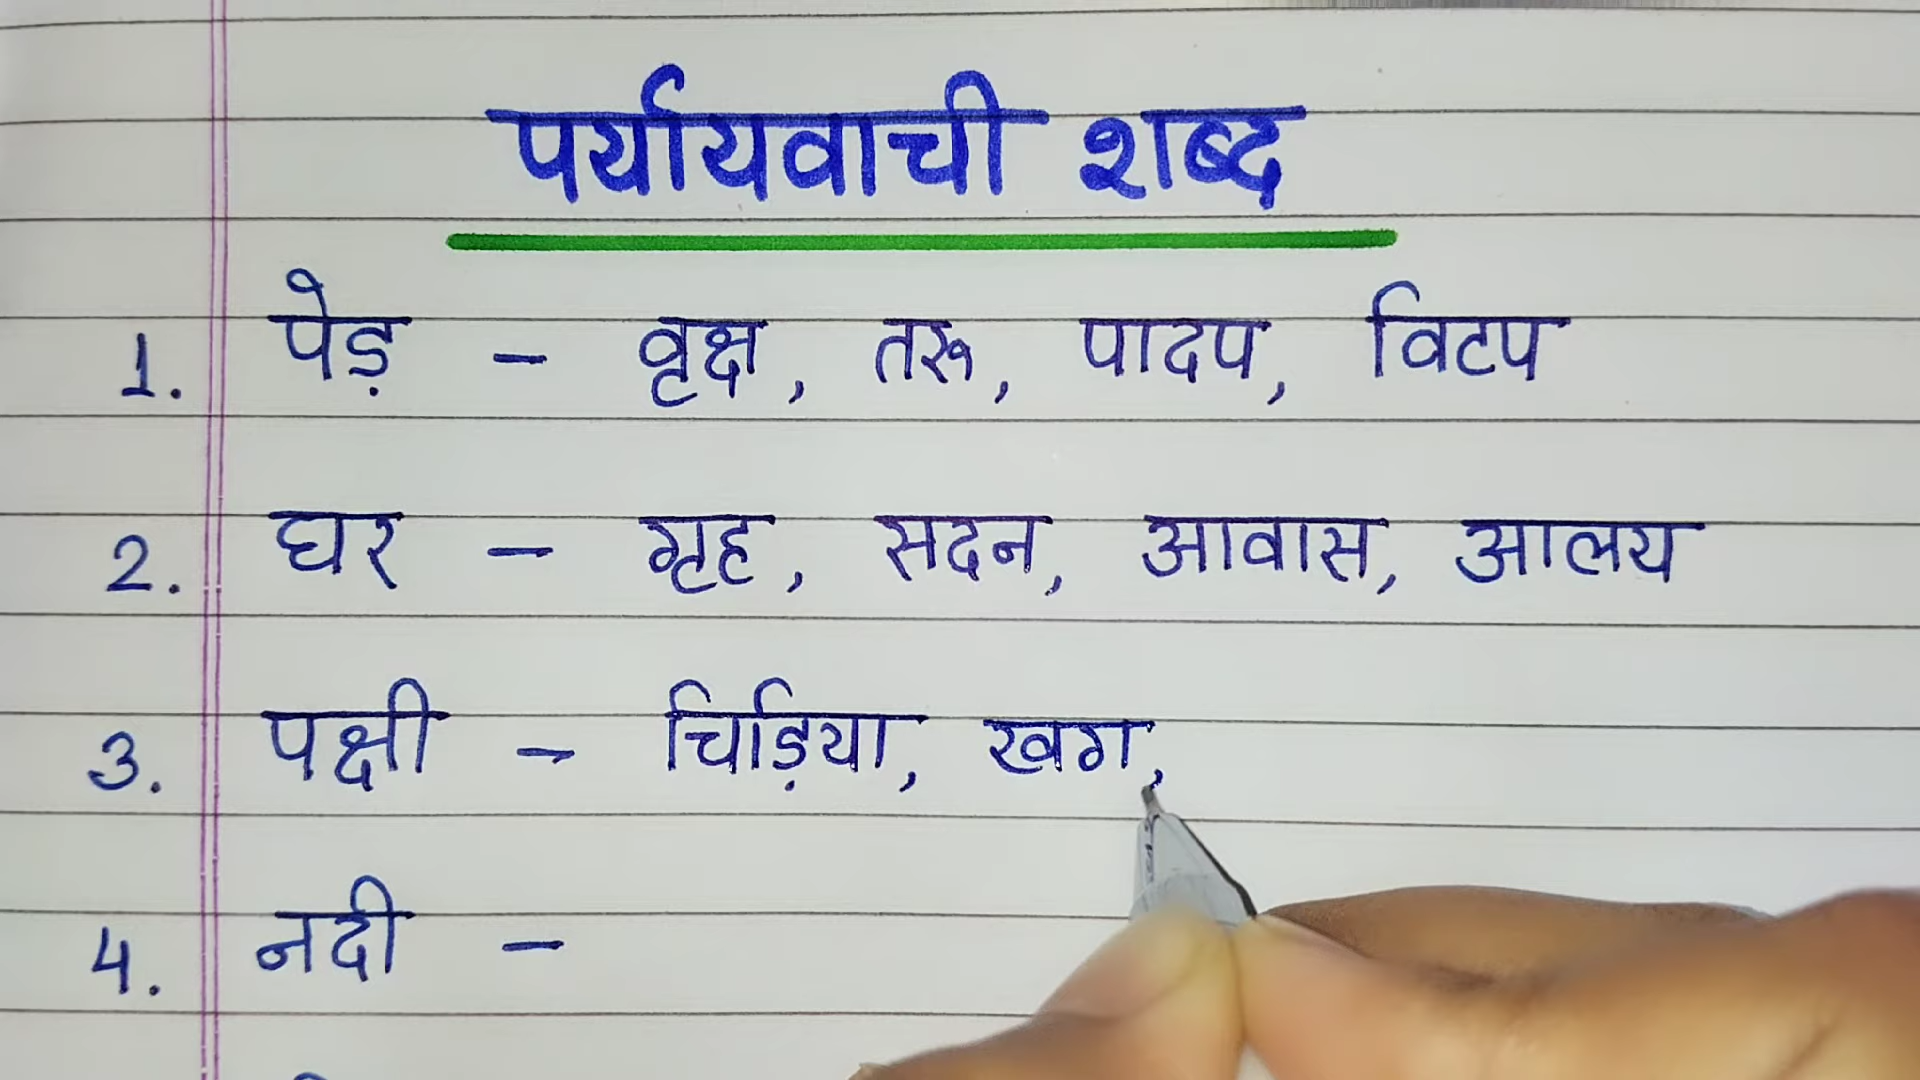 पर्यायवाची शब्द
1. पेड़ - वृक्ष, तरू, पादप, विटप
2. घर - गृह, सदन, आवास, आलय
3. पक्षी - चिड़िया, खग,
4. नदी -